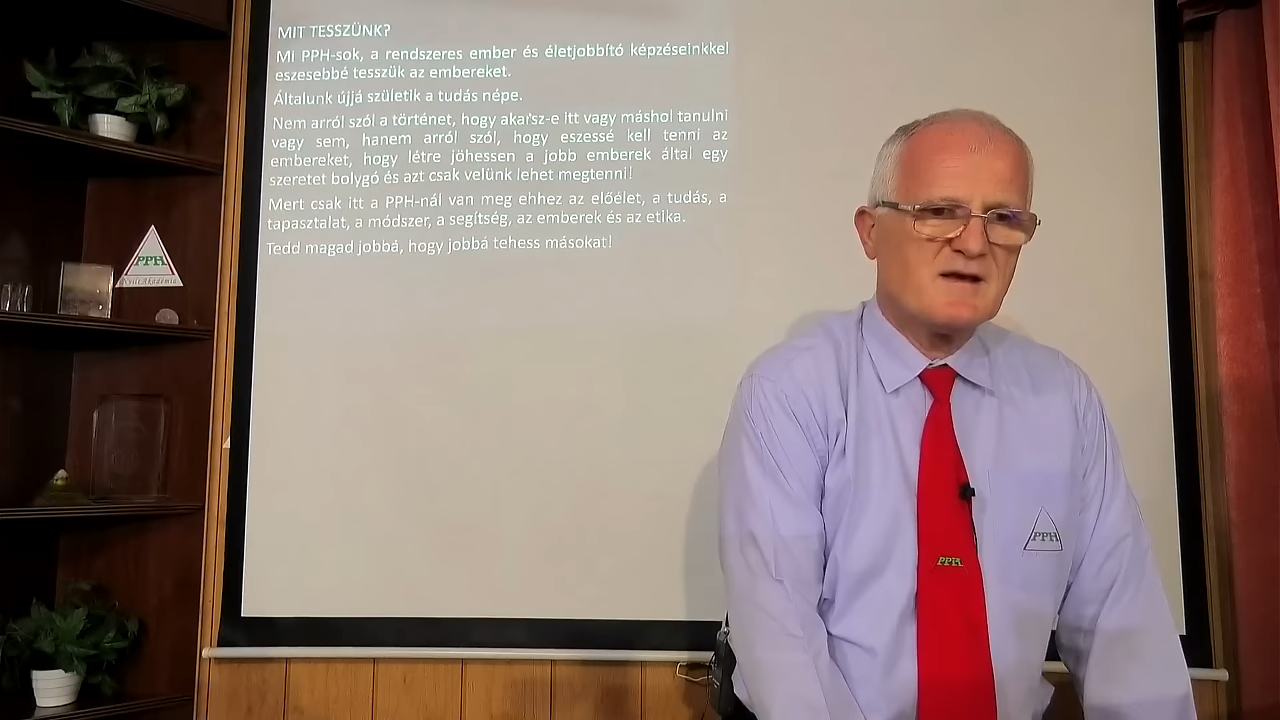 MIT TESSZÜNK?
Mi PPH-sok, a rendszeres ember és életjobbító képzéseinkkel
eszesebbé tesszük az embereket.
Általunk újjá születik a tudás népe.
Nem arról szól a történet, hogy akarsz-e itt vagy máshol tanulni
vagy sem, hanem arról szól, hogy eszessé kell tenni az
embereket, hogy létre jöhessen a jobb emberek által egy
szeretet bolygó és azt csak velünk lehet megtenni!
Mert csak itt a PPH-nál van meg ehhez az előélet, a tudás, a
tapasztalat, a módszer, a segítség, az emberek és az etika.
Tedd magad jobbá, hogy jobbá tehess másokat!
PPH
NyiltAkadémia
PPH
PPH